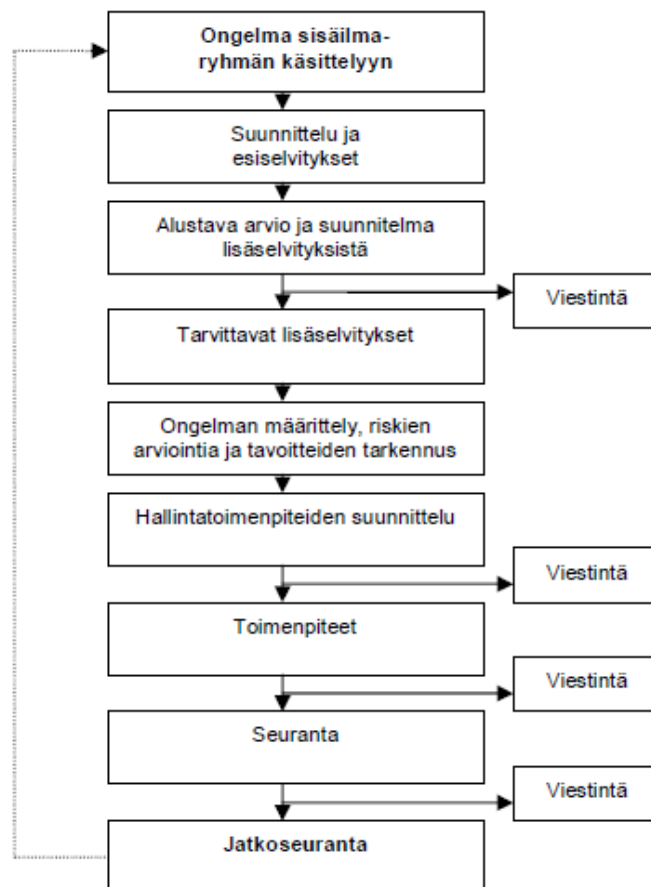 Ongelma sisäilma-
ryhmän käsittelyyn
Suunnittelu ja
esiselvitykset
Alustava arvio ja suunnitelma
lisäselvityksistä
Viestintä
Tarvittavat lisäselvitykset
Ongelman määrittely, riskien
arviointia ja tavoitteiden tarkennus
Hallintatoimenpiteiden suunnittelu
Viestintä
Toimenpiteet
Viestintä
Seuranta
Viestintä
Jatkoseuranta